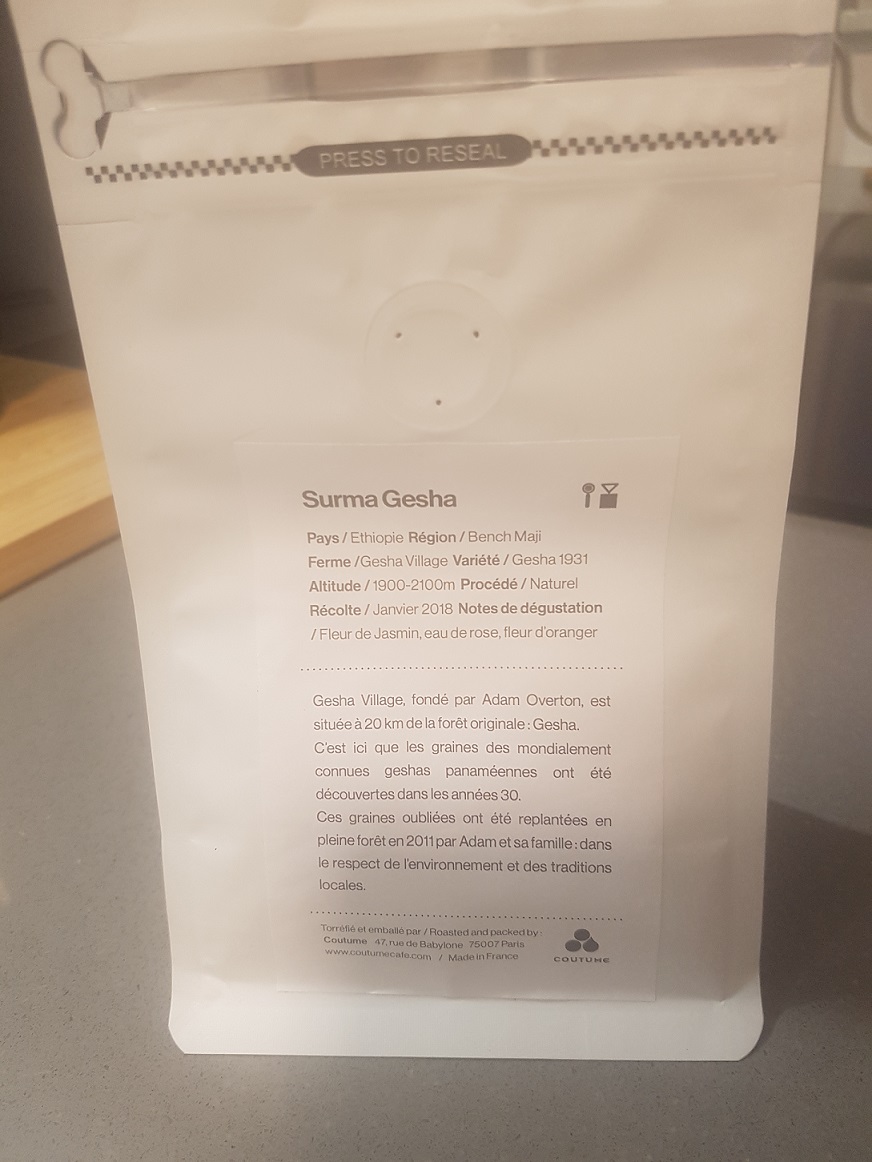 PRESS TO RESEAL
Surma Gesha
Pays / Ethiopie Région / Bench Maji
Ferme /Gesha Village Variété / Gesha 1931
Altitude / 1900-2100m Procédé / Naturel
Récolte / Janvier 2018 Notes de dégustation
/ Fleur de Jasmin, eau de rose, fleur d'oranger
Gesha Village, fondé par Adam Overton, est
située à 20 km de la forêt originale : Gesha.
C'est ici que les graines des mondialement
connues geshas panaméennes ont été
découvertes dans les années 30.
Ces graines oubliées ont été replantées en
pleine forêt en 2011 par Adam et sa famille : dans
le respect de l'environnement et des traditions
locales.
Torréfié et emballé par / Roasted and packed by :
Coutume 47, rue de Babylone 75007 Paris
www.coutumecafe.com / Made in France
COUTUME